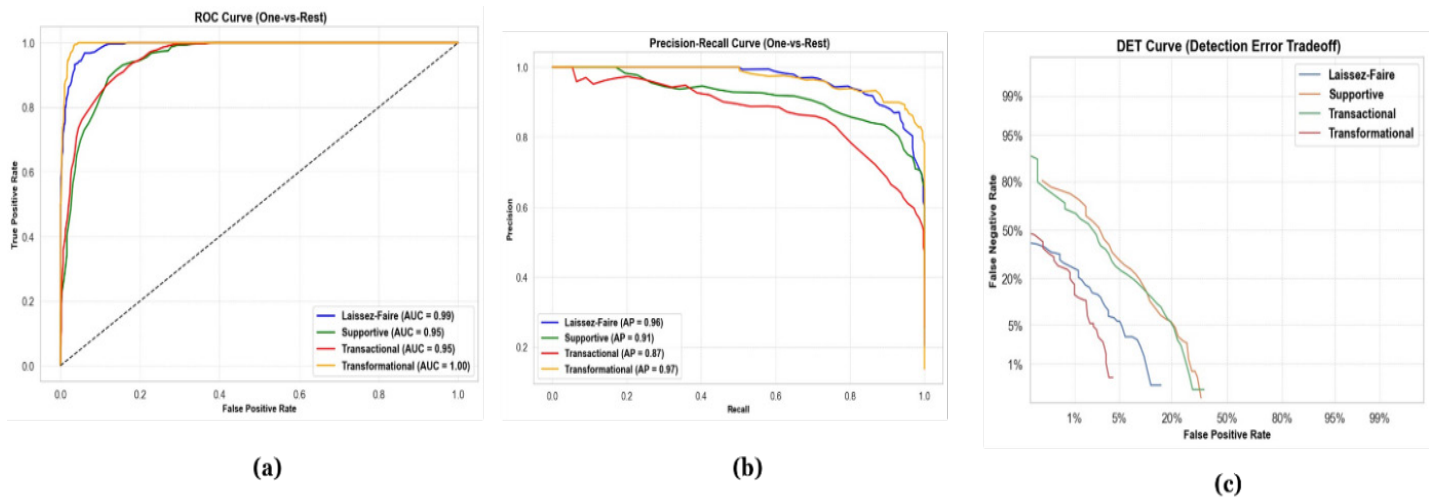 ROC Curve (One-vs-Rest)
True Positive Rate
1.0
0.8
0.6
0.4
0.2
0.0
Laissez-Faire (AUC = 0.99)
Supportive (AUC = 0.95)
Transactional (AUC = 0.95)
Transformational (AUC = 1.00)
0.0 0.2 0.4 0.6 0.8 1.0
False Positive Rate
(a)
Precision-Recall Curve (One-vs-Rest)
Precision
1.0
0.8
0.6
0.4
0.2
Laissez-Faire (AP = 0.96)
Supportive (AP = 0.91)
Transactional (AP = 0.87)
Transformational (AP = 0.97)
0.0 0.2 0.4 0.6 0.8 1.0
Recall
(b)
DET Curve (Detection Error Tradeoff)
Laissez-Faire
Supportive
Transactional
Transformational
False Negative Rate
99%
95%
80%
50%
20%
5%
1%
1% 5% 20% 50% 80% 95% 99%
False Positive Rate
(c)